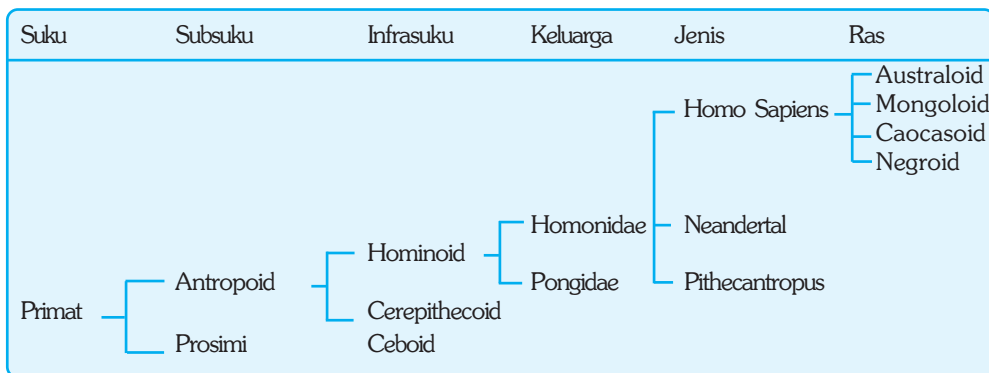 Suku Subsuku Infrasuku Keluarga Jenis Ras
Australoid
Homo Sapiens Mongoloid
Caocasoid
Negroid
Homonidae Neandertal
Hominoid
Antropoid Pongidae Pithecantropus
Primat Cerepithecoid
Prosimi Ceboid